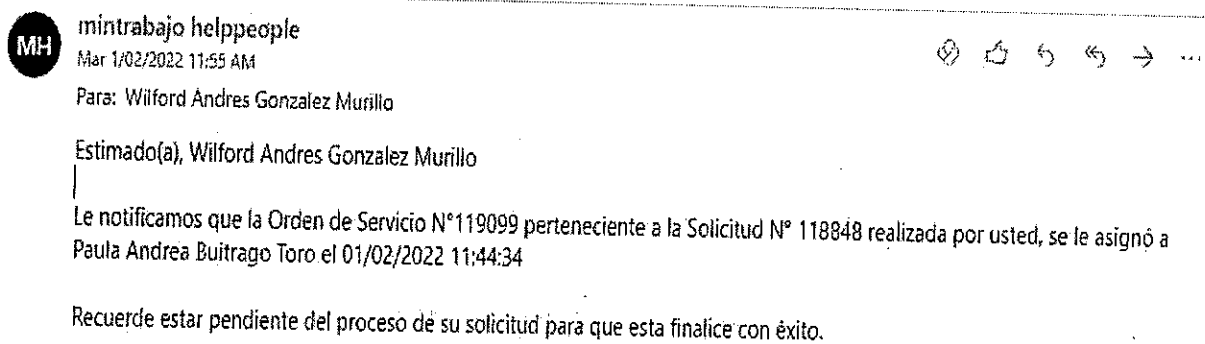 MH
mintrabajo helppeople
Mar 1/02/2022 11:55 AM
Para: Wilford Andres Gonzalez Murillo
Estimado(a), Wilford Andres Gonzalez Murillo
Le notificamos que la Orden de Servicio N°119099 perteneciente a la Solicitud N° 118848 realizada por usted, se le asignó a
Paula Andrea Buitrago Toro el 01/02/2022 11:44:34
Recuerde estar pendiente del proceso de su solicitud para que esta finalice con éxito.